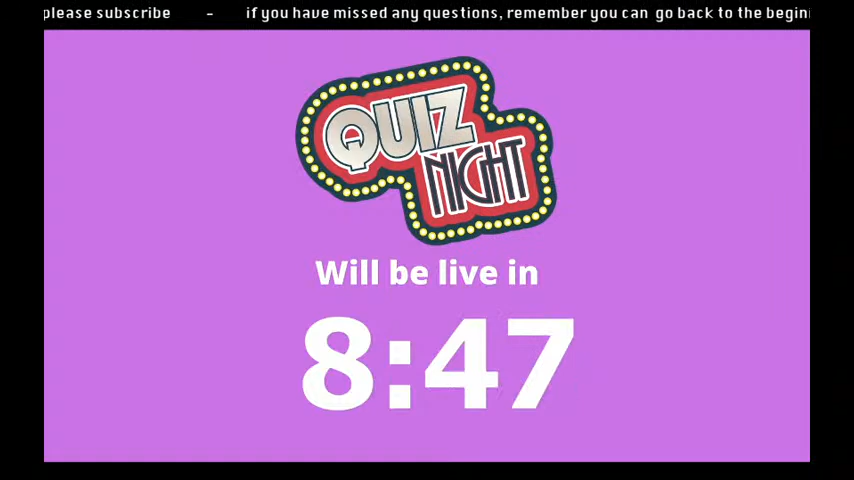 please subscribe - if you have missed any questions, remember you can go back to the begini
QUIZ
NIGHT
Will be live in
8:47